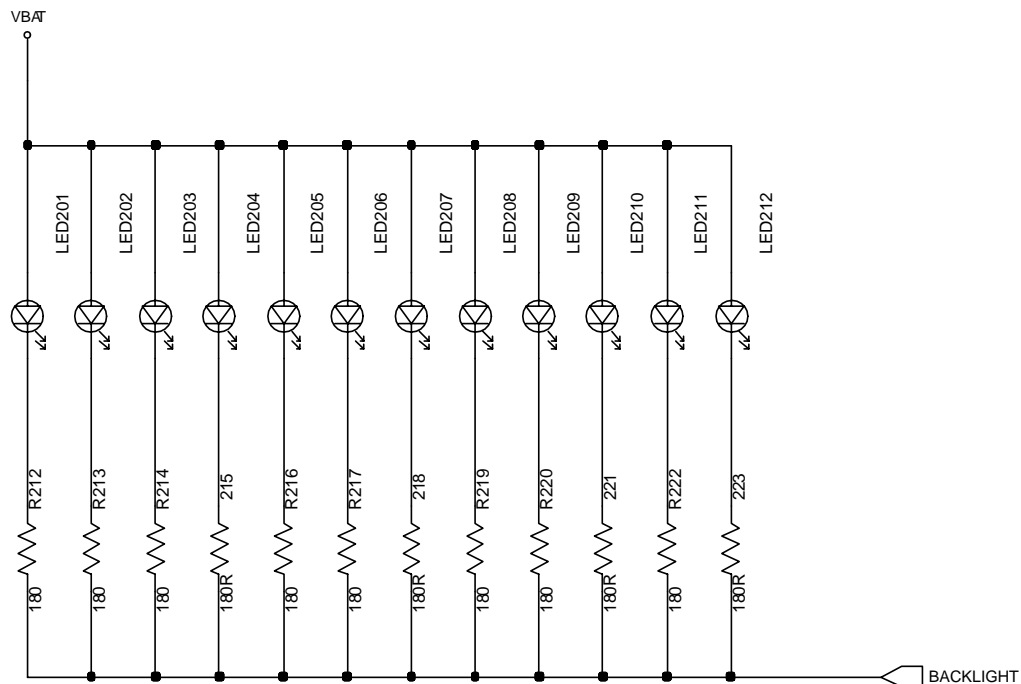 VBAT
LED201
LED202
LED203
LED204
LED205
LED206
LED207
LED208
LED209
LED210
LED211
LED212
R212
R213
R214
215
R216
R217
218
R219
R220
221
R222
223
180
180
180
180R
180
180
180R
180
180
180R
180
180R
BACKLIGHT